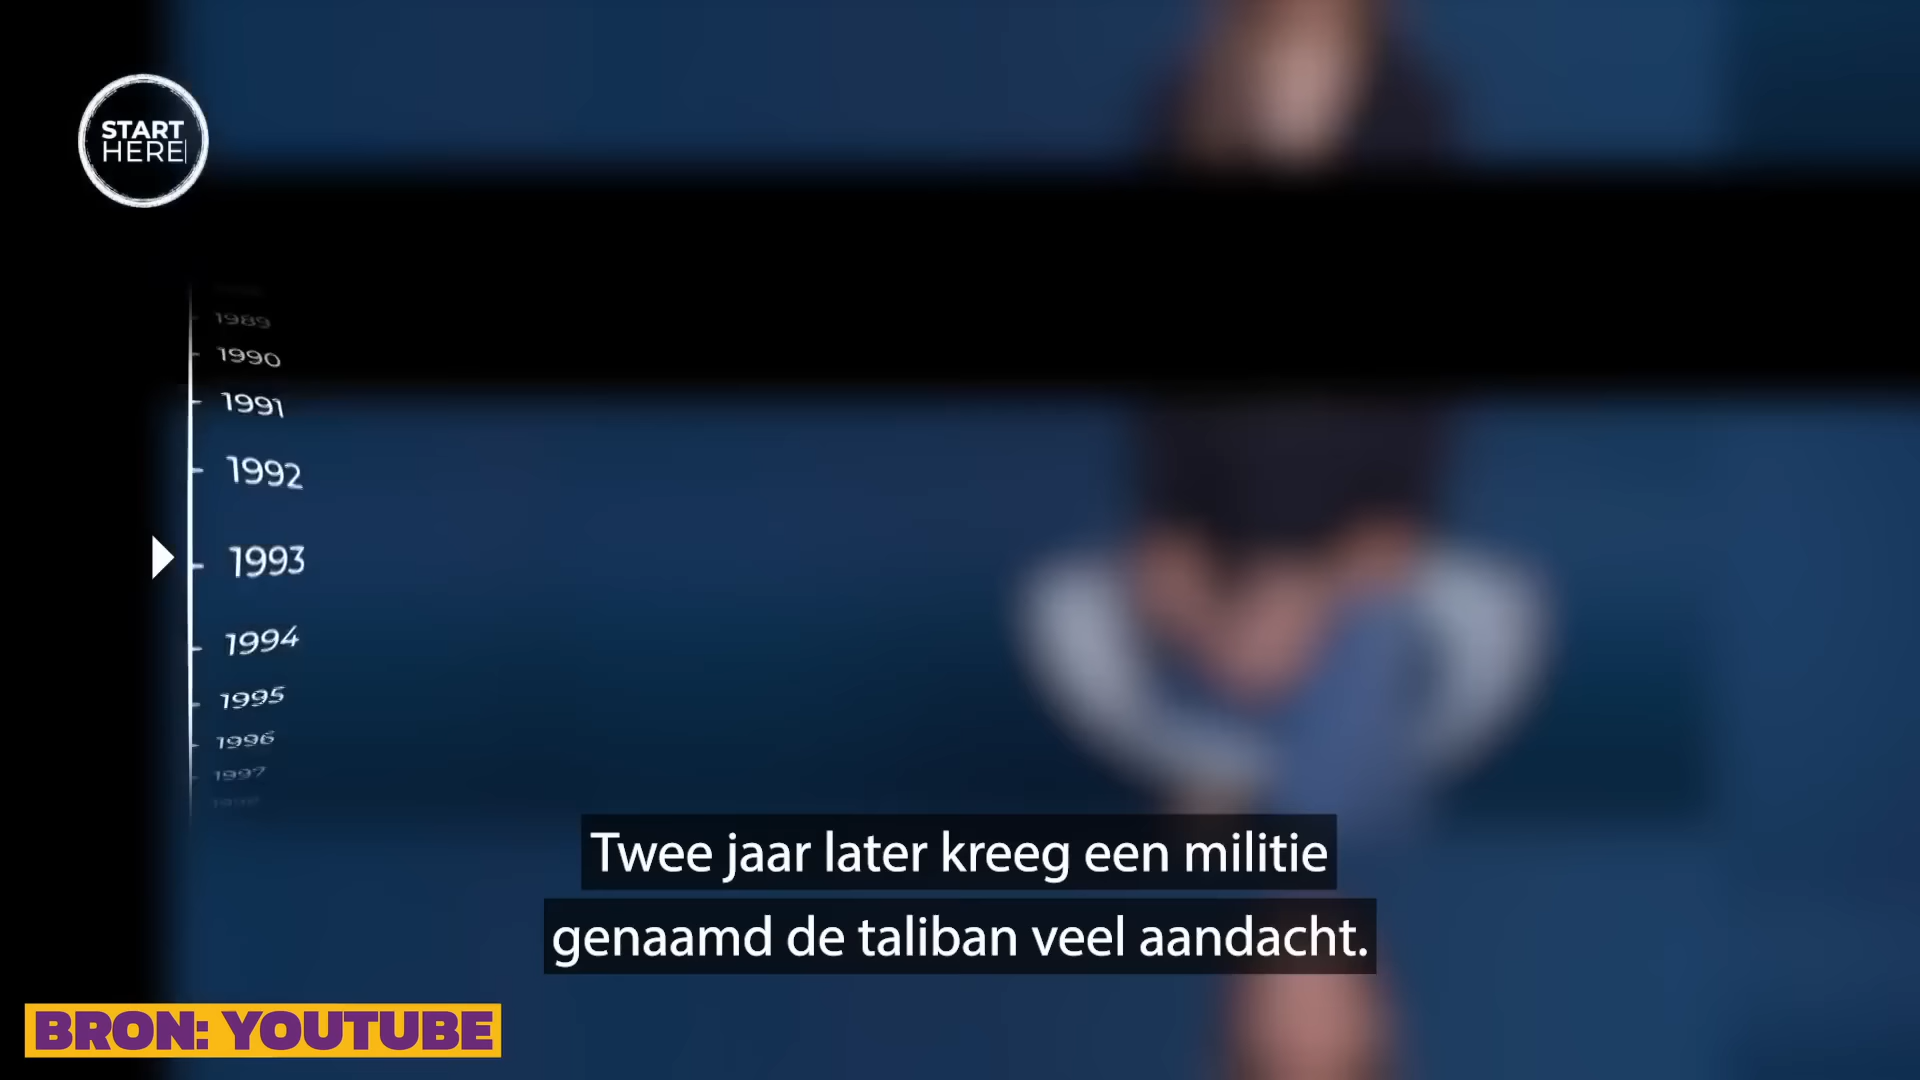 START
HERE
1989
1990
1991
1992
1993
1994
1995
1996
1997
Twee jaar later kreeg een militie
genaamd de taliban veel aandacht.
BRON: YOUTUBE